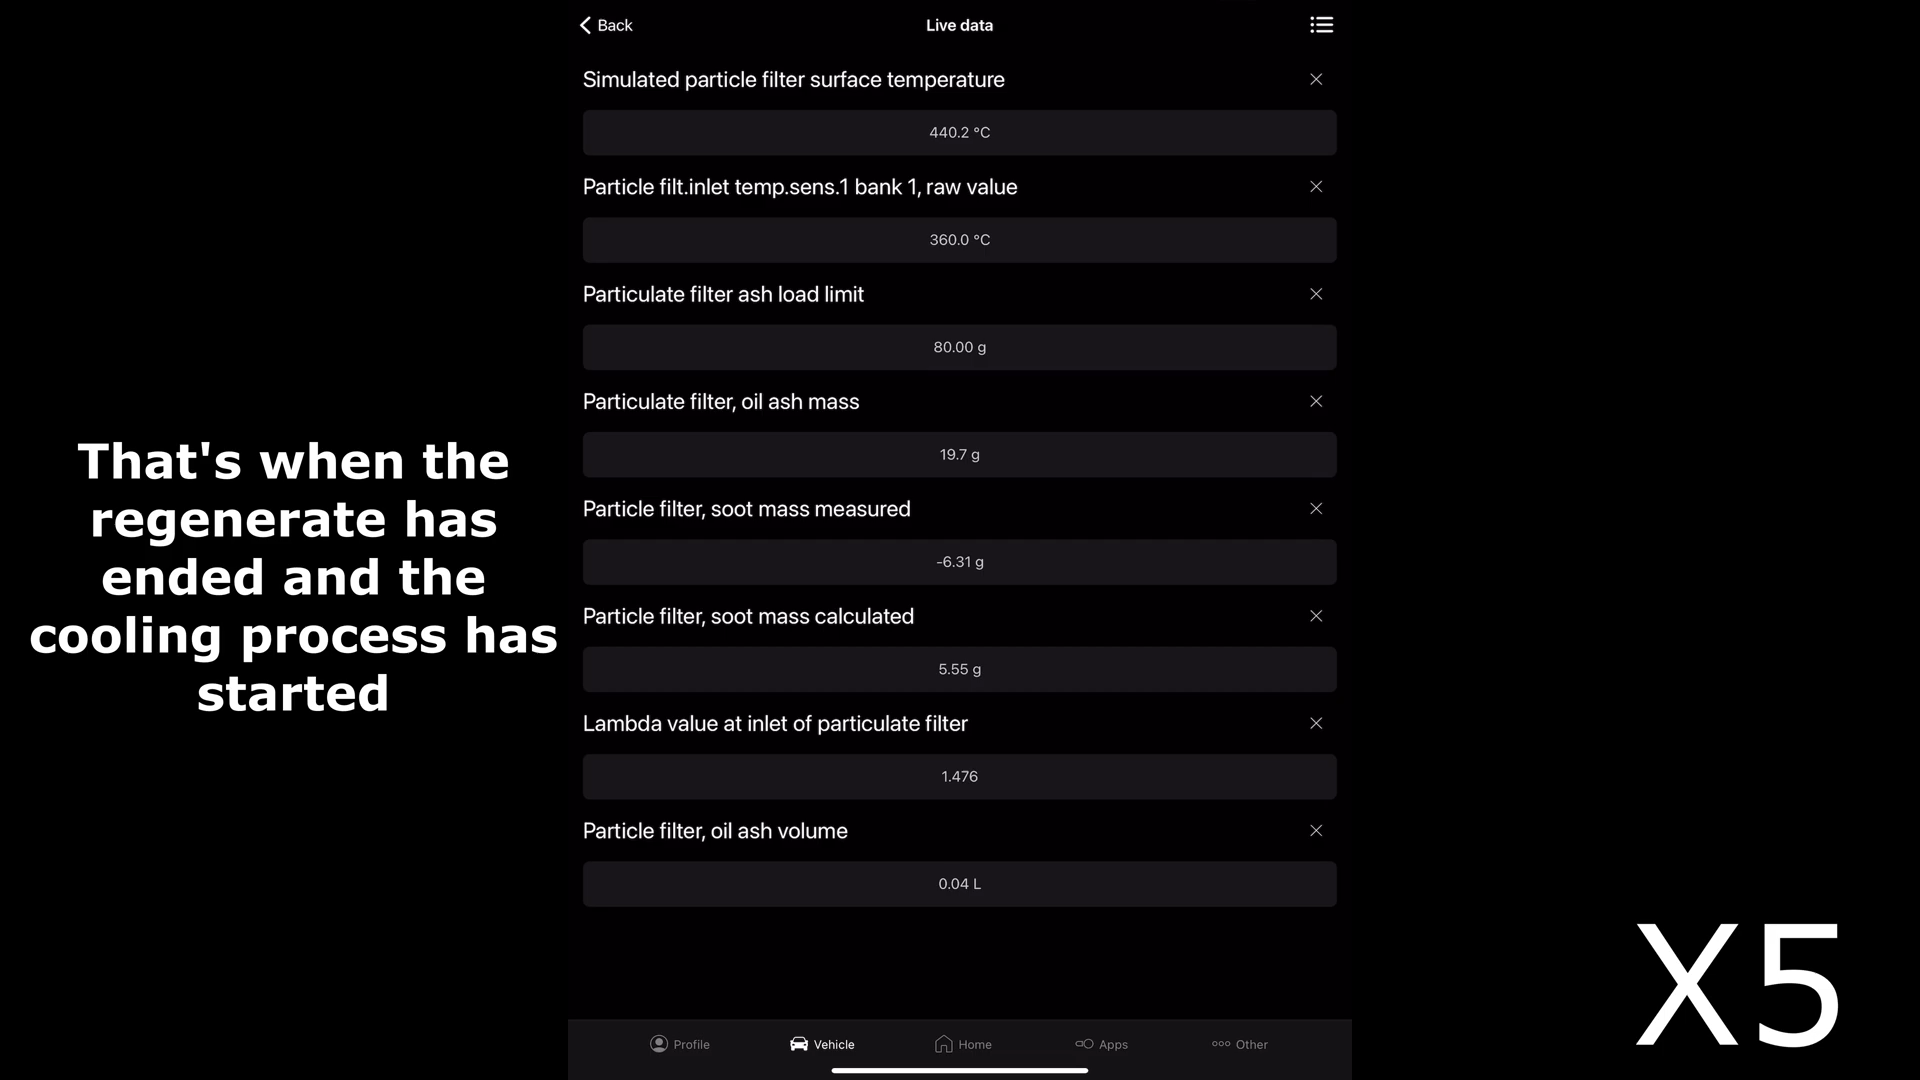 Back
Live data
Simulated particle filter surface temperature
440.2 °C
Particle filt.inlet temp.sens.1 bank 1, raw value
360.0 °C
Particulate filter ash load limit
80.00 g
Particulate filter, oil ash mass
19.7 g
Particle filter, soot mass measured
-6.31 g
Particle filter, soot mass calculated
5.55 g
Lambda value at inlet of particulate filter
1.476
Particle filter, oil ash volume
0.04 L
That's when the
regenerate has
ended and the
cooling process has
started
X5
Profile
Vehicle
Home
Apps
Other